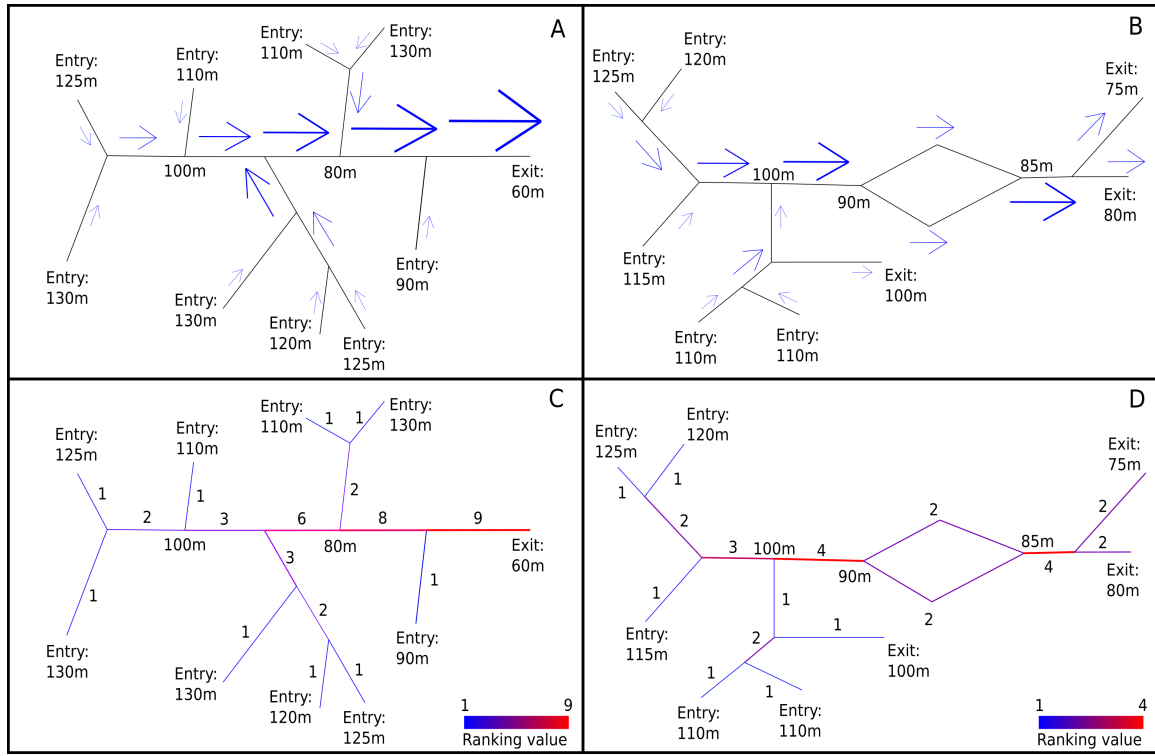 A
Entry:
125m
Entry:
110m
Entry:
110m
Entry:
130m
100m
80m
Exit:
60m
Entry:
130m
Entry:
130m
Entry:
120m
Entry:
125m
Entry:
90m
B
Entry:
125m
Entry:
120m
Exit:
75m
100m
90m
85m
Exit:
80m
Entry:
115m
Exit:
100m
Entry:
110m
Entry:
110m
C
Entry:
125m
Entry:
110m
Entry:
110m
Entry:
130m
1
1
1
1
2
3
6
2
8
9
100m
80m
Exit:
60m
3
1
1
2
1
1
1
Entry:
130m
Entry:
130m
Entry:
120m
Entry:
125m
Entry:
90m
1
9
Ranking value
D
Entry:
125m
Entry:
120m
Exit:
75m
1
1
2
3
100m
4
90m
2
2
85m
4
2
2
Exit:
80m
1
Entry:
115m
1
2
1
Exit:
100m
1
1
Entry:
110m
Entry:
110m
1
4
Ranking value